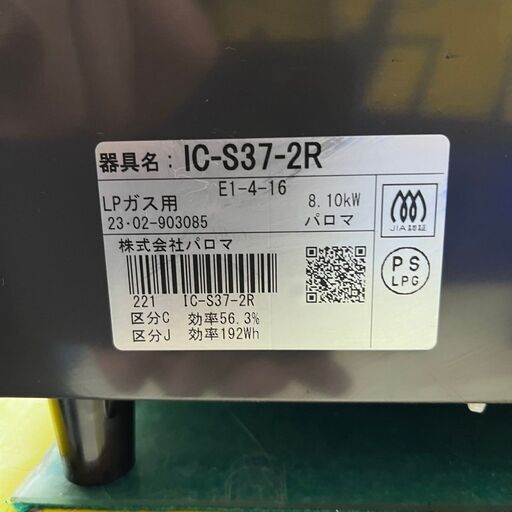 器具名： IC-S37-2R
E1-4-16
LPガス用 8.10kW
23・02-903085 パロマ
株式会社パロマ
221 IC-S37-2R
区分C 効率56.3%
区分J 効率192Wh
JIA認証
PS
LPG